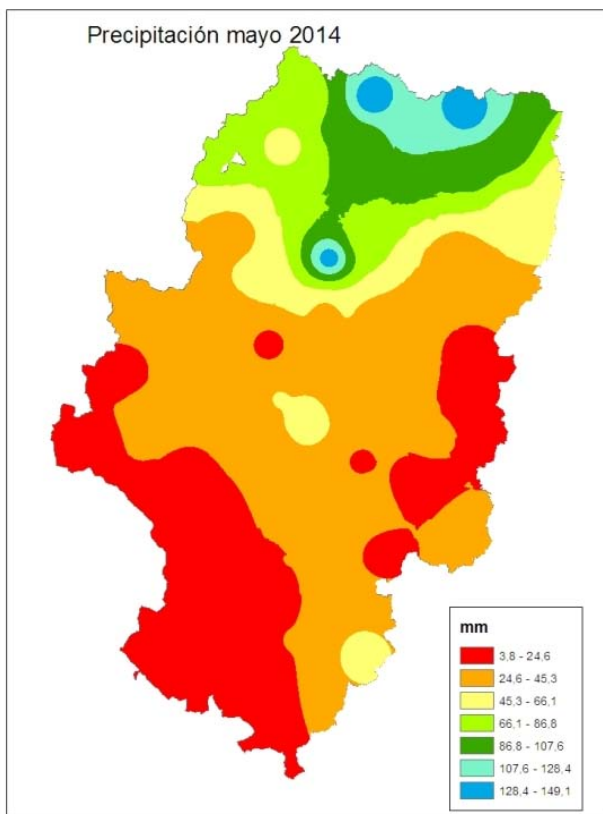 Precipitación mayo 2014
mm
3,8 - 24,6
24,6 - 45,3
45,3 - 66,1
66,1 - 86,8
86,8 - 107,6
107,6 - 128,4
128,4 - 149,1